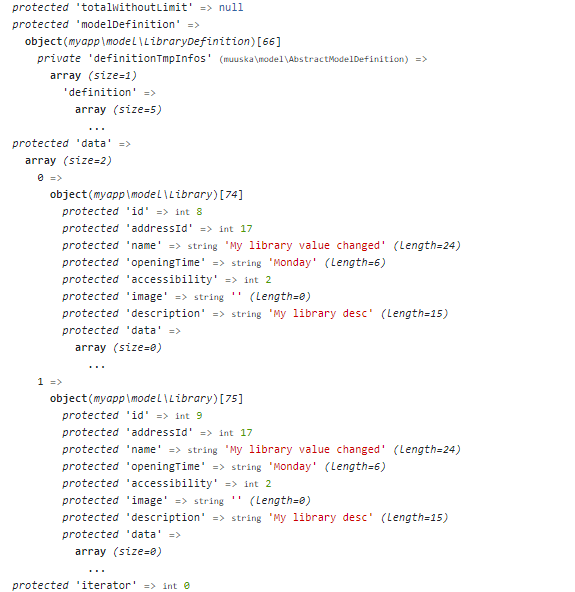 protected 'totalWithoutLimit' => null
protected 'modelDefinition' =>
object(myapp\model\LibraryDefinition)[66]
private 'definitionTmpInfos' (muuska\model\AbstractModelDefinition) =>
array (size=1)
'definition' =>
array (size=5)
...
protected 'data' =>
array (size=2)
0 =>
object(myapp\model\Library)[74]
protected 'id' => int 8
protected 'addressId' => int 17
protected 'name' => string 'My library value changed' (length=24)
protected 'openingTime' => string 'Monday' (length=6)
protected 'accessibility' => int 2
protected 'image' => string '' (length=0)
protected 'description' => string 'My library desc' (length=15)
protected 'data' =>
array (size=0)
...
1 =>
object(myapp\model\Library)[75]
protected 'id' => int 9
protected 'addressId' => int 17
protected 'name' => string 'My library value changed' (length=24)
protected 'openingTime' => string 'Monday' (length=6)
protected 'accessibility' => int 2
protected 'image' => string '' (length=0)
protected 'description' => string 'My library desc' (length=15)
protected 'data' =>
array (size=0)
...
protected 'iterator' => int 0